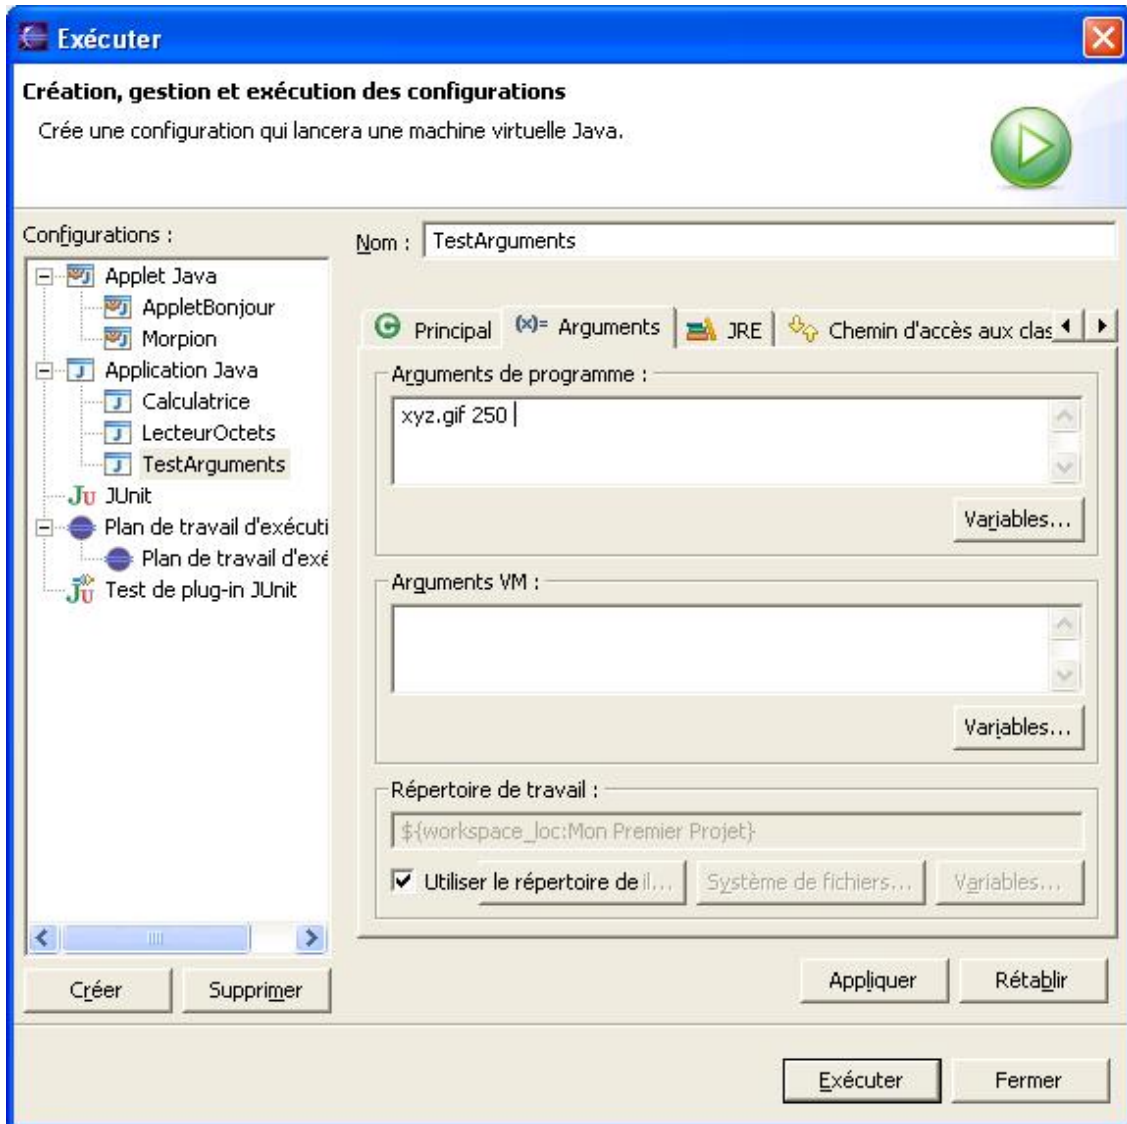 Exécuter
Création, gestion et exécution des configurations
Crée une configuration qui lancera une machine virtuelle Java.
Configurations :
Applet Java
AppletBonjour
Morpion
Application Java
Calculatrice
LecteurOctets
TestArguments
JUnit
Plan de travail d'exécuti
Plan de travail d'exé
Test de plug-in JUnit
Créer
Supprimer
Nom : TestArguments
Principal (x)= Arguments JRE Chemin d'accès aux clas
Arguments de programme :
xyz.gif 250
Variables...
Arguments VM :
Variables...
Répertoire de travail :
${workspace_loc:Mon Premier Projet}
Utiliser le répertoire de il... Système de fichiers... Variables...
Appliquer Rétablir
Exécuter Fermer